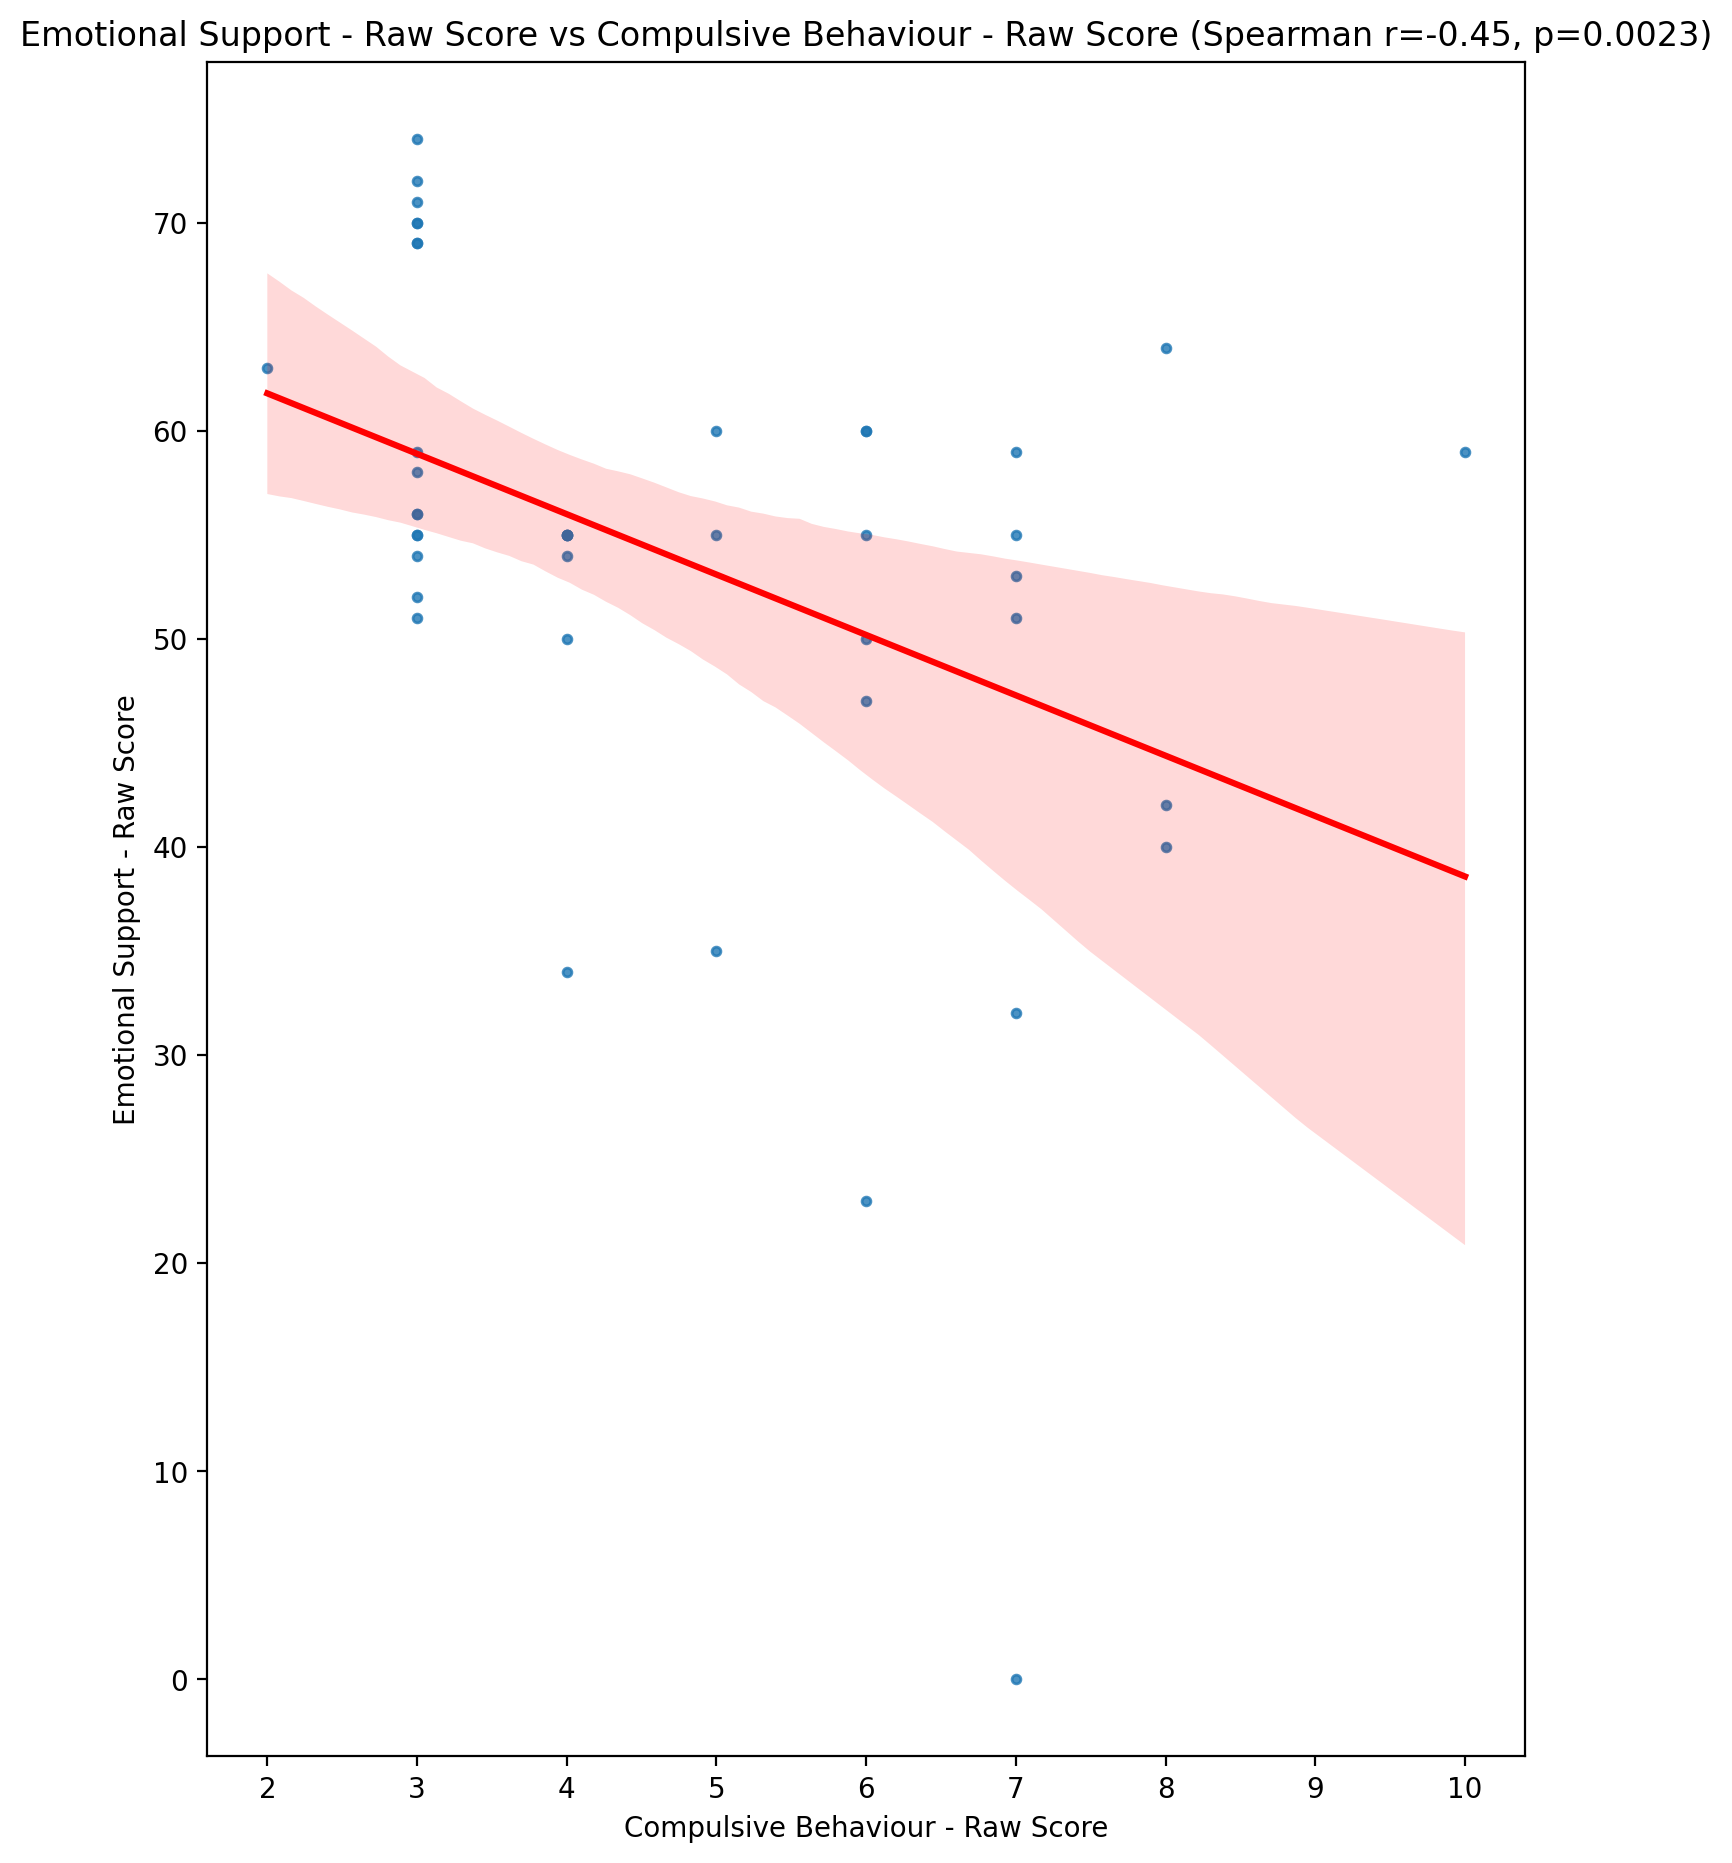 Emotional Support - Raw Score vs Compulsive Behaviour - Raw Score (Spearman r=-0.45, p=0.0023)
70
60
50
40
30
20
10
0
Emotional Support - Raw Score
2 3 4 5 6 7 8 9 10
Compulsive Behaviour - Raw Score